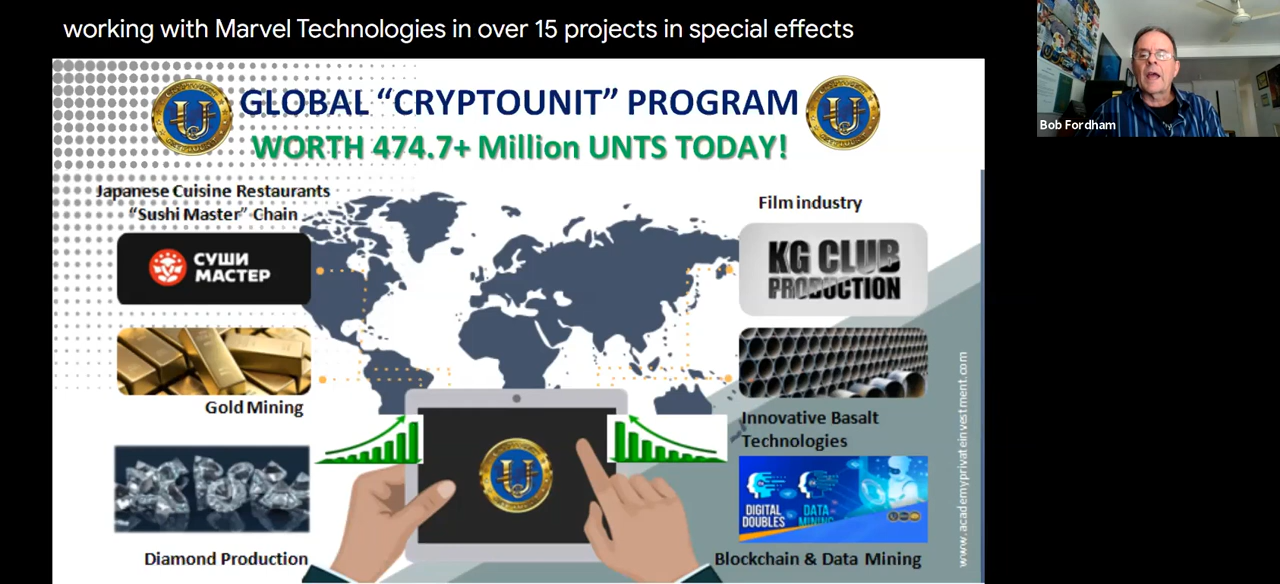 working with Marvel Technologies in over 15 projects in special effects
Bob Fordham
GLOBAL “CRYPTOUNIT” PROGRAM
WORTH 474.7+ Million UNTS TODAY!
Japanese Cuisine Restaurants
“Sushi Master” Chain
СУШИ
МАСТЕР
Gold Mining
Diamond Production
Film industry
KG CLUB
PRODUCTION
Innovative Basalt
Technologies
DIGITAL
DOUBLES
DATA
MINING
Blockchain & Data Mining
www.academyprivateinvestment.com